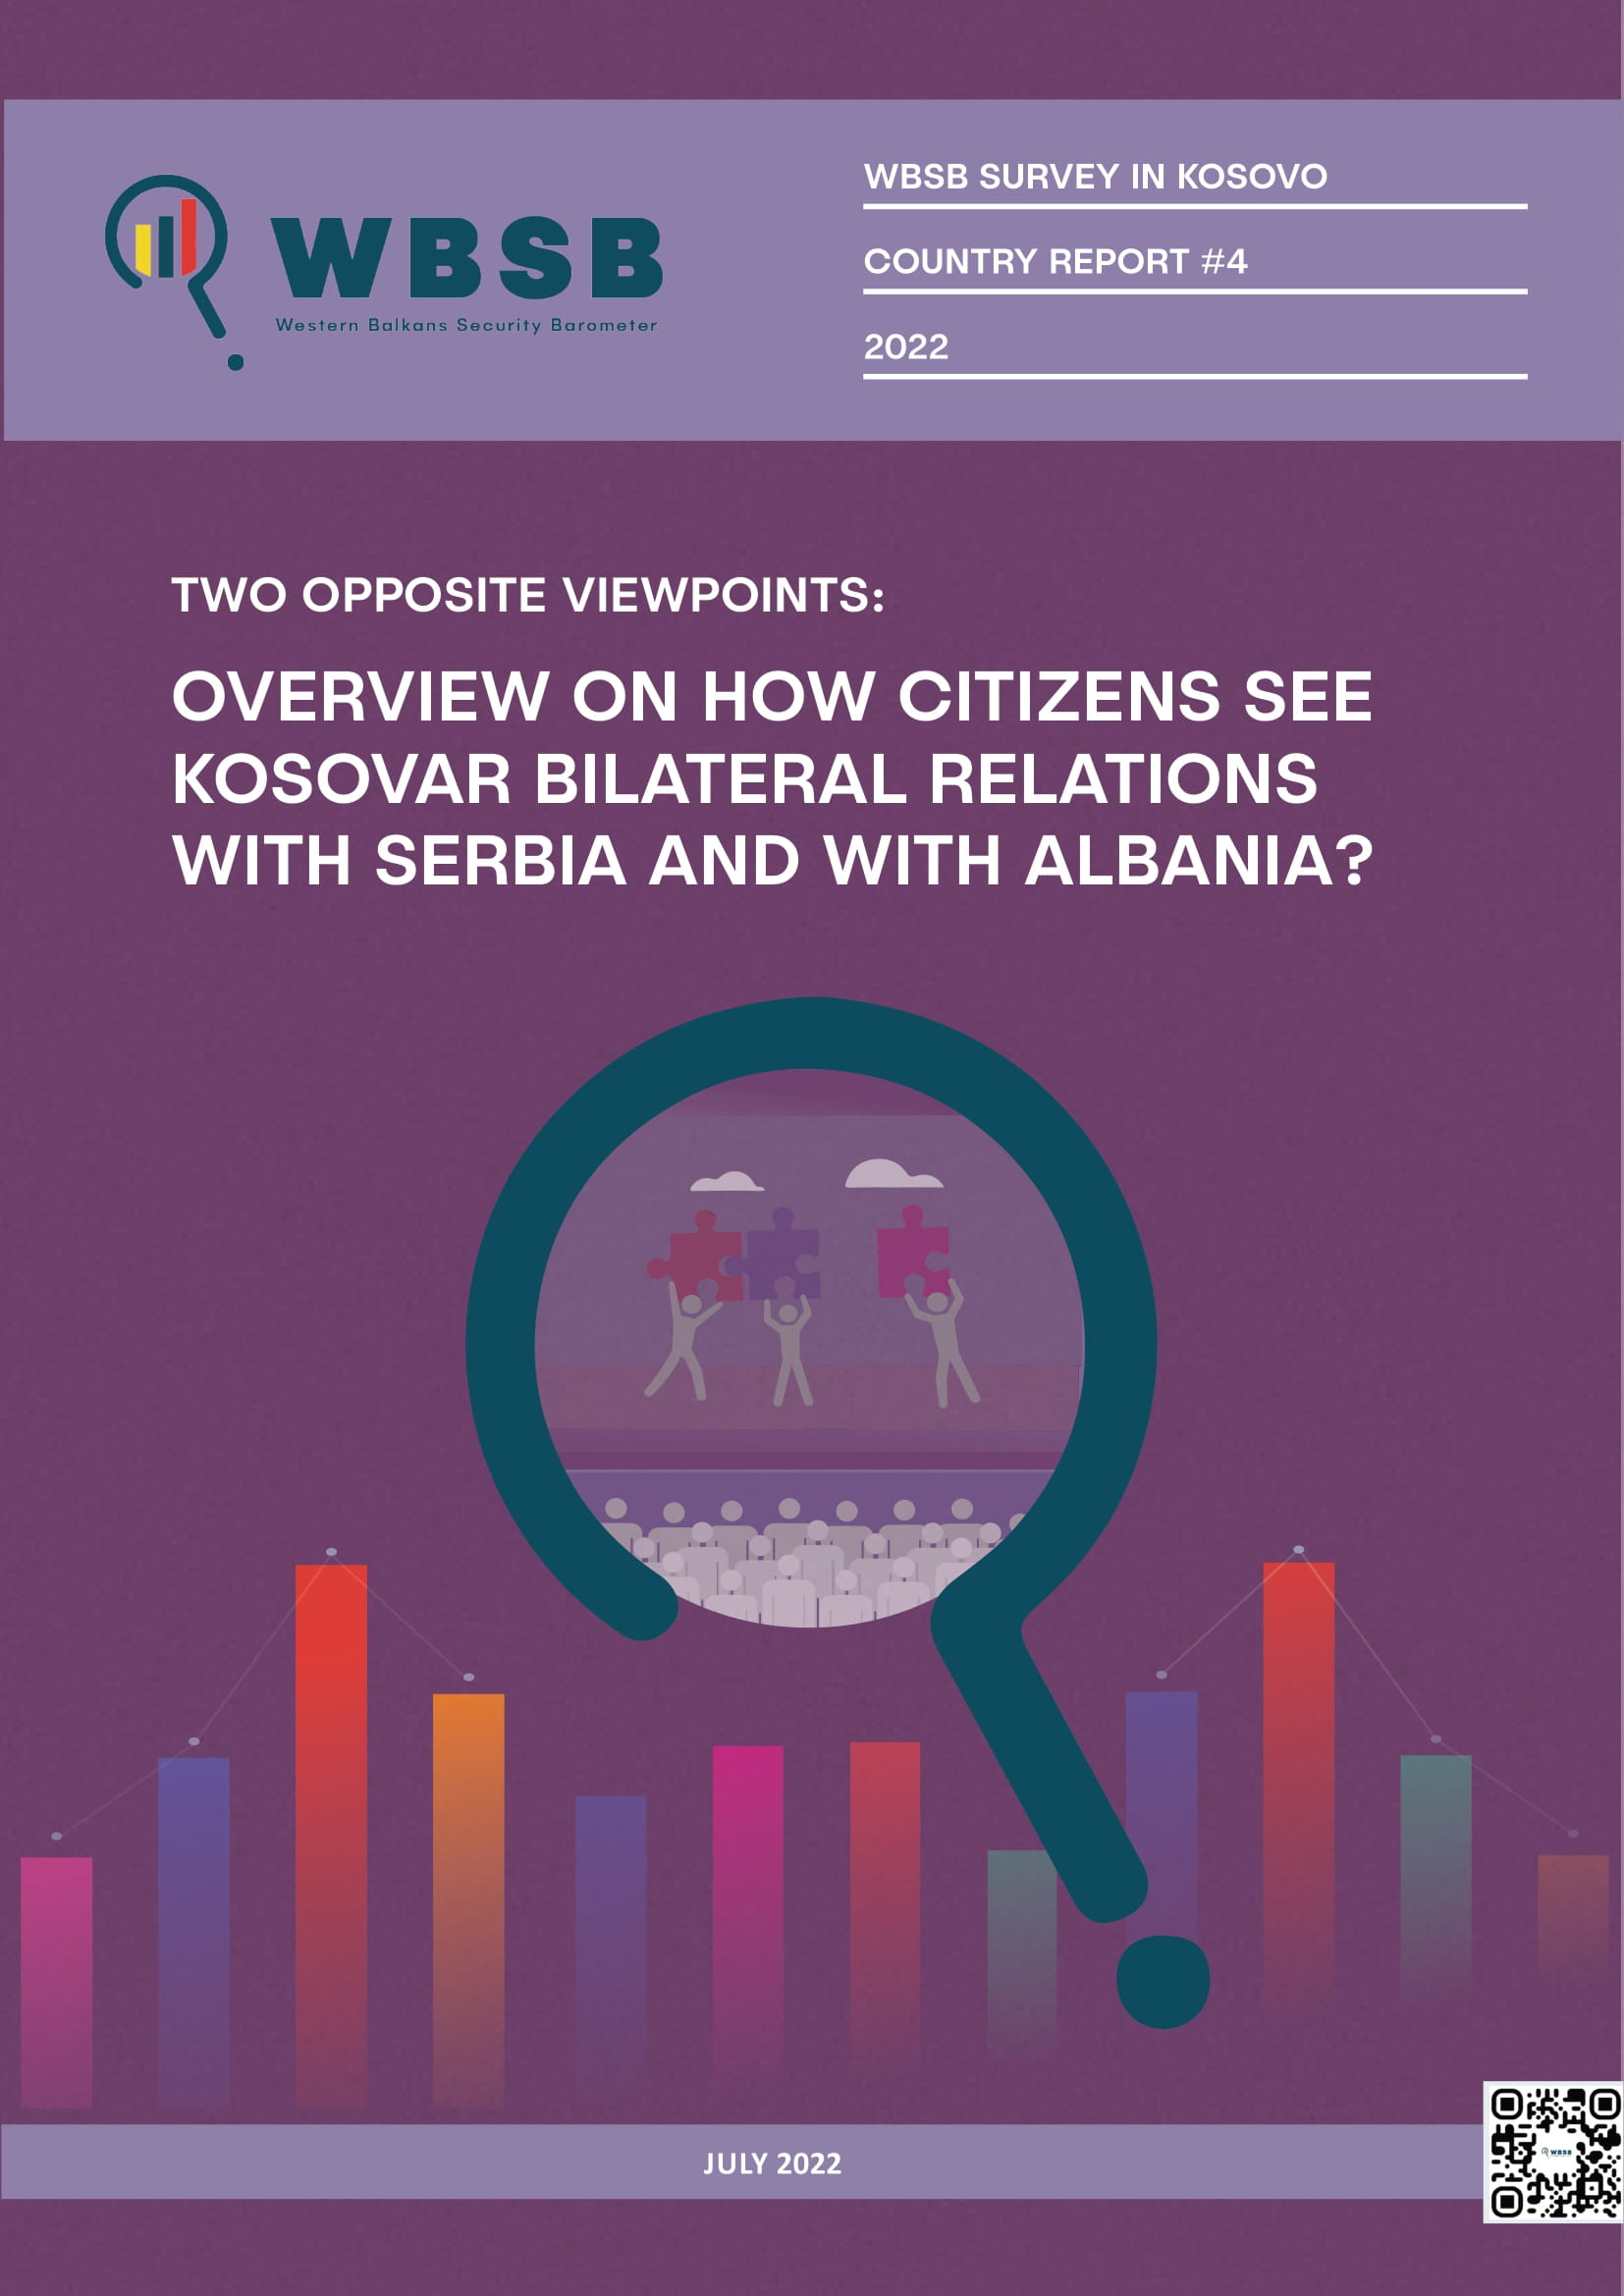 WBSB
Western Balkans Security Barometer
WBSB SURVEY IN KOSOVO
COUNTRY REPORT #4
2022
TWO OPPOSITE VIEWPOINTS:
OVERVIEW ON HOW CITIZENS SEE
KOSOVAR BILATERAL RELATIONS
WITH SERBIA AND WITH ALBANIA?
JULY 2022
WBSB